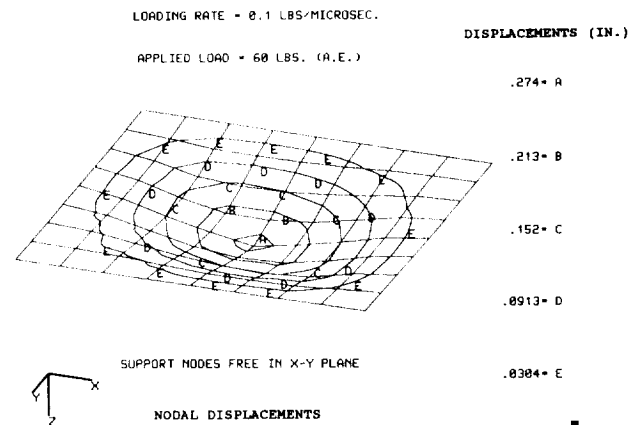 LOADING RATE = 0.1 LBS/MICROSEC.
DISPLACEMENTS (IN.)
APPLIED LOAD = 60 LBS. (A.E.)
.274= A
.213= B
.152= C
.0913= D
.0304= E
E E E E E
D D D D
E D C C
C B B C D
A E
E D C C D
E D D E
E E E
SUPPORT NODES FREE IN X-Y PLANE
X
Y
Z
NODAL DISPLACEMENTS